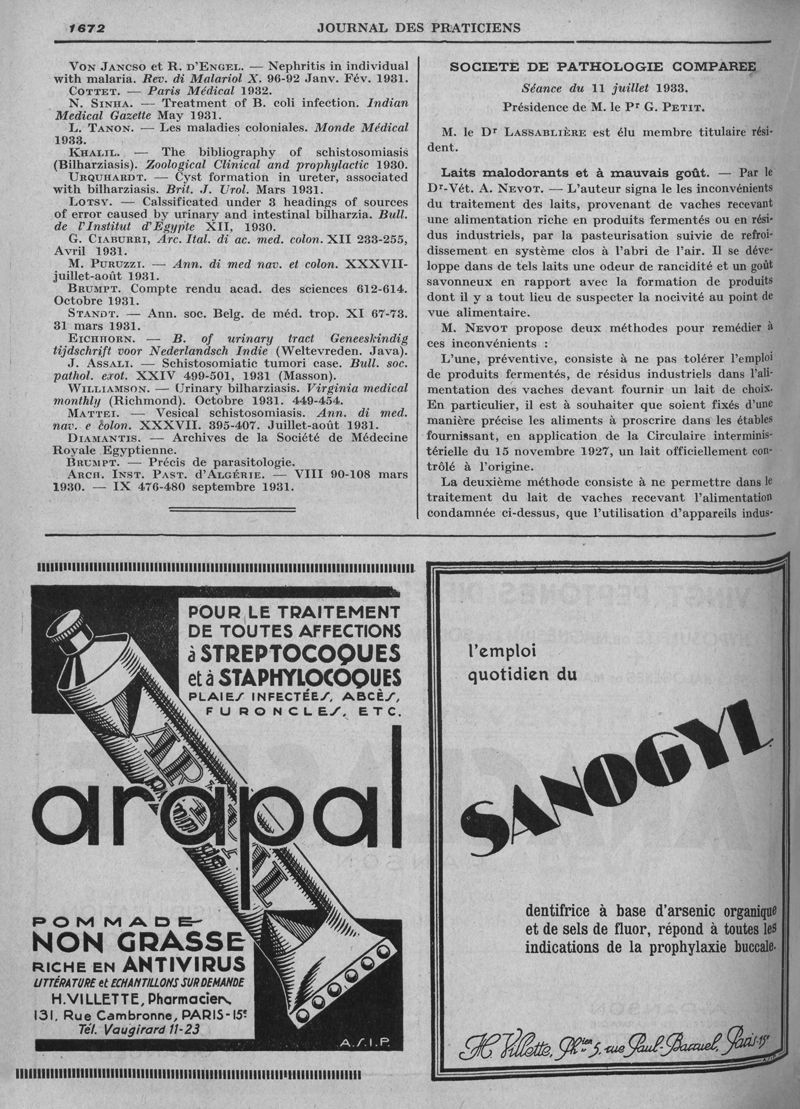 1672
JOURNAL DES PRATICIENS
VON JANCSO et R. D'ENGEL. — Nephritis in individual
with malaria. Rev. di Malariol X. 96-92 Janv. Fév. 1931.
COTTET. — Paris Médical 1932.
N. SINHA. — Treatment of B. coli infection. Indian
Medical Gazette May 1931.
L. TANON. — Les maladies coloniales. Monde Médical
1933.
KHALIL. — The bibliography of schistosomiosis
(Bilharziasis). Zoological Clinical and prophylactic 1930.
URQUHARDT. — Cyst formation in ureter, associated
with bilharziasis. Brit. J. Urol. Mars 1931.
LOTSY. — Calssificated under 3 headings of sources
of error caused by urinary and intestinal bilharzia. Bull.
de l'Institut d'Egypte XII, 1930.
G. CIABURRI, Arc. Ital. di ac. med. colon. XII 233-255,
Avril 1931.
M. PURUZZI. — Ann. di med nav. et colon. XXXVII-
juillet-août 1931.
BRUMPT. Compte rendu acad. des sciences 612-614.
Octobre 1931.
STANDT. — Ann. soc. Belg. de méd. trop. XI 67-73.
31 mars 1931.
EICHHORN. — B. of urinary tract Geneeskindig
tijdschrift voor Nederlandsch Indie (Weltevreden. Java).
J. ASSALI. — Schistosomiatic tumori case. Bull. soc.
pathol. exot. XXIV 499-501, 1931 (Masson).
WILLIAMSON. — Urinary bilharziasis. Virginia medical
monthly (Richmond). Octobre 1931. 449-454.
MATTEI. — Vesical schistosomiasis. Ann. di med.
nav. e colon. XXXVII. 395-407. Juillet-août 1931.
DIAMANTIS. — Archives de la Société de Médecine
Royale Egyptienne.
BRUMPT. — Précis de parasitologie.
ARCH. INST. PAST. d'ALGÉRIE. — VIII 90-108 mars
1930. — IX 476-480 septembre 1931.
SOCIETE DE PATHOLOGIE COMPAREE
Séance du 11 juillet 1933.
Présidence de M. le Pr G. PETIT.
M. le Dr LASSABLIÈRE est élu membre titulaire rési-
dent.
Laits malodorants et à mauvais goût. — Par le
Dr-Vét. A. NEVOT. — L'auteur signa le les inconvénients
du traitement des laits, provenant de vaches recevant
une alimentation riche en produits fermentés ou en rési-
dus industriels, par la pasteurisation suivie de refroi-
dissement en système clos à l'abri de l'air. Il se déve-
loppe dans de tels laits une odeur de rancidité et un goût
savonneux en rapport avec la formation de produits
dont il y a tout lieu de suspecter la nocivité au point de
vue alimentaire.
M. NEVOT propose deux méthodes pour remédier à
ces inconvénients :
L'une, préventive, consiste à ne pas tolérer l'emploi
de produits fermentés, de résidus industriels dans l'ali-
mentation des vaches devant fournir un lait de choix.
En particulier, il est à souhaiter que soient fixés d'une
manière précise les aliments à proscrire dans les étables
fournissant, en application de la Circulaire interminis-
térielle du 15 novembre 1927, un lait officiellement con-
trôlé à l'origine.
La deuxième méthode consiste à ne permettre dans le
traitement du lait de vaches recevant l'alimentation
condamnée ci-dessus, que l'utilisation d'appareils indus-
POUR LE TRAITEMENT
DE TOUTES AFFECTIONS
à STREPTOCOQUES
et à STAPHYLOCOQUES
PLAIES INFECTÉES, ABCÈS,
FURONCLES, ETC.
ARAPAL
Pommade
arapal
POMMADE
NON GRASSE
RICHE EN ANTIVIRUS
LITTÉRATURE et ECHANTILLONS SUR DEMANDE
H. VILLETTE, Pharmacien,
131, Rue Cambronne, PARIS-15e
Tél. Vaugirard 11-23
A.S.I.P.
l'emploi
quotidien du
SANOGYL
dentifrice à base d'arsenic organique
et de sels de fluor, répond à toutes les
indications de la prophylaxie buccale.
H. Villette, Phien 5, rue Paul-Barruel, Paris-15e